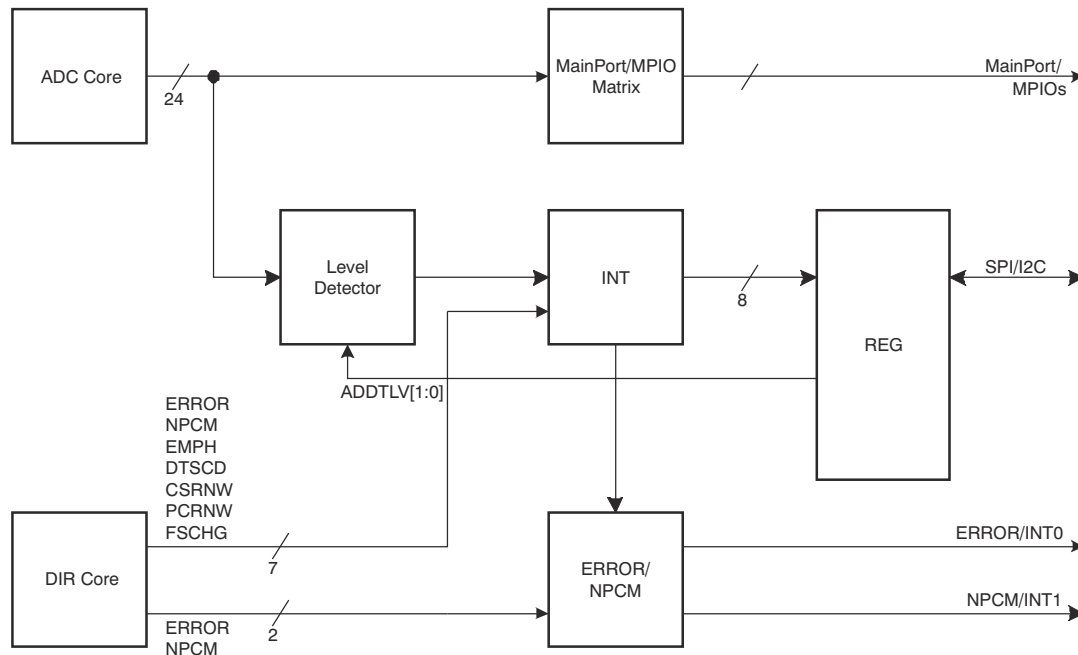 ADC Core
24
MainPort/MPIO
Matrix
MainPort/
MPIOs
Level
Detector
INT
8
REG
SPI/I2C
ADDTLV[1:0]
ERROR
NPCM
EMPH
DTSCD
CSRNW
PCRNW
FSCHG
7
DIR Core
ERROR
NPCM
2
ERROR/
NPCM
ERROR/INT0
NPCM/INT1